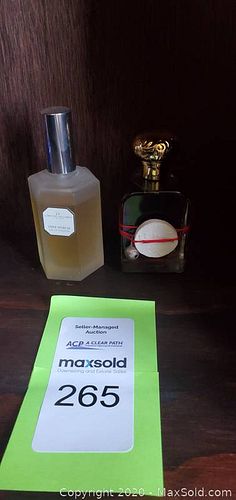 Seller-Managed
Auction
ACP A CLEAR PATH
maxsold
Downsizing and Estate Sales
265
Copyright © 2020 - MaxSold.com